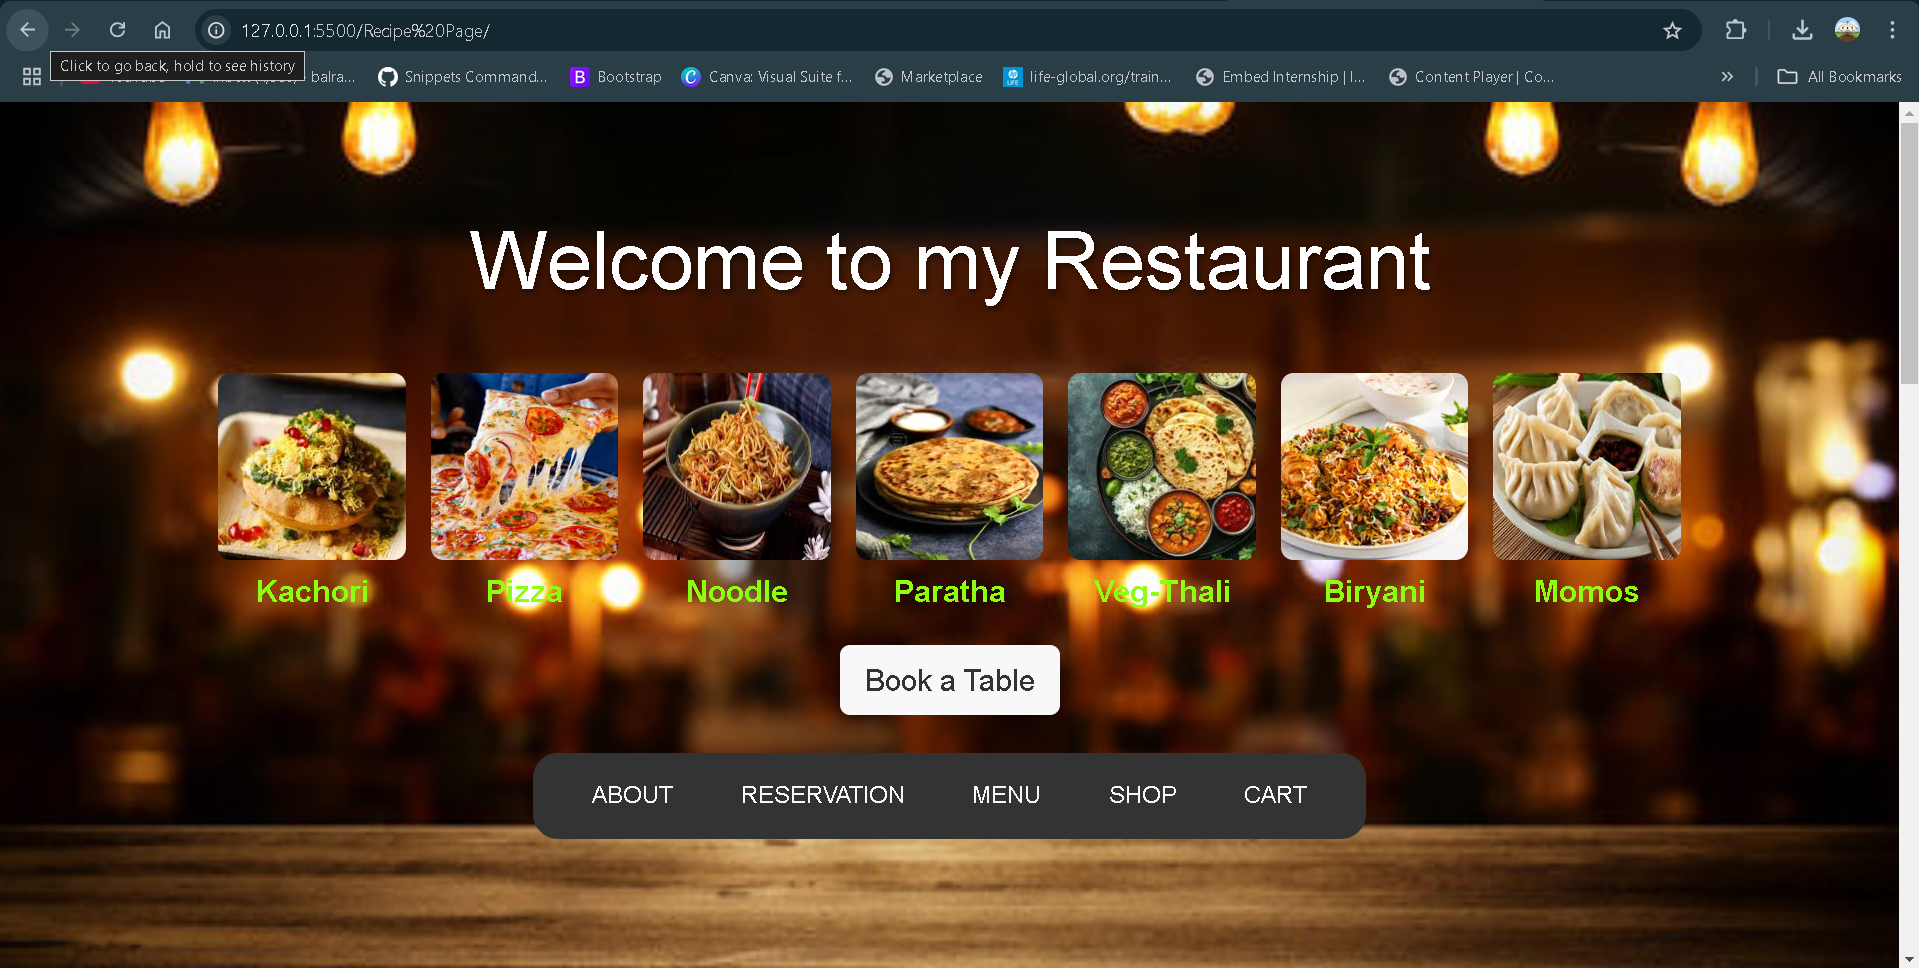 127.0.0.1:5500/Recipe%20Page/
Click to go back, hold to see history
balra...
Snippets Command...
Bootstrap
Canva: Visual Suite f...
Marketplace
life-global.org/train...
Embed Internship | I...
Content Player | Co...
All Bookmarks
Welcome to my Restaurant
Kachori Pizza Noodle Paratha Veg-Thali Biryani Momos
Book a Table
ABOUT RESERVATION MENU SHOP CART